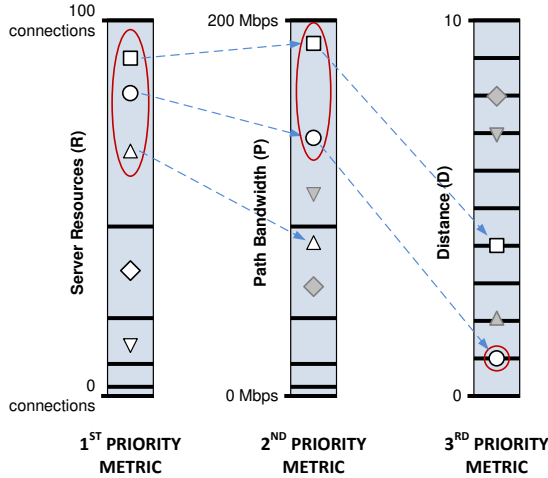 100
connections
Server Resources (R)
0
connections
1ST PRIORITY
METRIC
200 Mbps
Path Bandwidth (P)
0 Mbps
2ND PRIORITY
METRIC
10
Distance (D)
0
3RD PRIORITY
METRIC